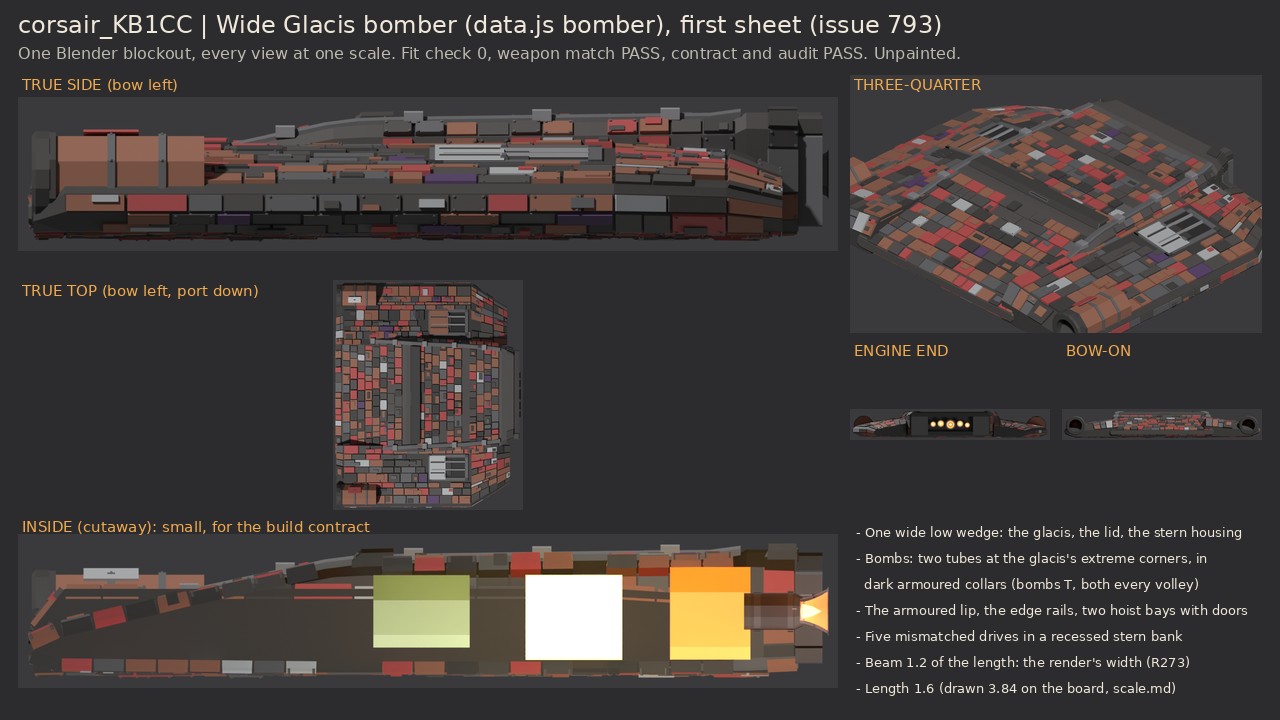 corsair_KB1CC | Wide Glacis bomber (data.js bomber), first sheet (issue 793)
One Blender blockout, every view at one scale. Fit check 0, weapon match PASS, contract and audit PASS. Unpainted.
TRUE SIDE (bow left)
THREE-QUARTER
TRUE TOP (bow left, port down)
ENGINE END
BOW-ON
INSIDE (cutaway): small, for the build contract
- One wide low wedge: the glacis, the lid, the stern housing
- Bombs: two tubes at the glacis's extreme corners, in
dark armoured collars (bombs T, both every volley)
- The armoured lip, the edge rails, two hoist bays with doors
- Five mismatched drives in a recessed stern bank
- Beam 1.2 of the length: the render's width (R273)
- Length 1.6 (drawn 3.84 on the board, scale.md)